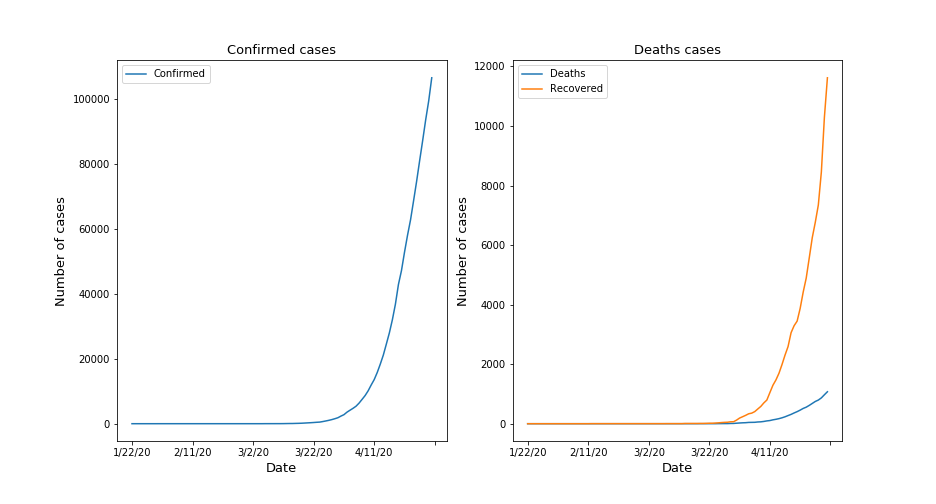 Confirmed cases
Confirmed
Number of cases
100000
80000
60000
40000
20000
0
1/22/20 2/11/20 3/2/20 3/22/20 4/11/20
Date
Deaths cases
Deaths
Recovered
Number of cases
12000
10000
8000
6000
4000
2000
0
1/22/20 2/11/20 3/2/20 3/22/20 4/11/20
Date